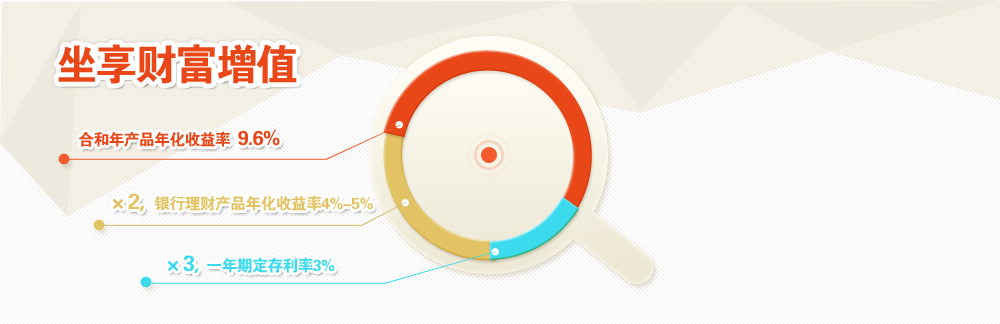 坐享财富增值
合和年产品年化收益率 9.6%
×2, 银行理财产品年化收益率4%–5%
×3, 一年期定存利率3%